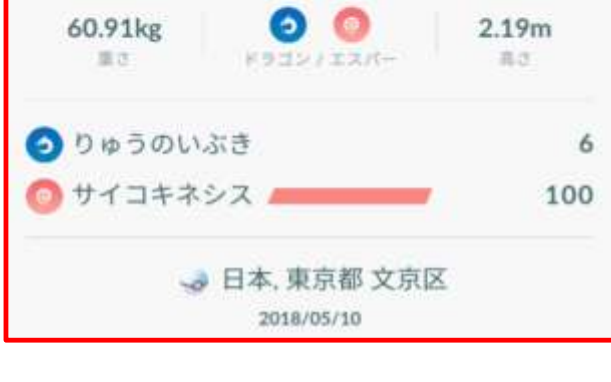 60.91kg ドラゴン / エスパー 2.19m
重さ 高さ
りゅうのいぶき 6
サイコキネシス 100
日本, 東京都 文京区
2018/05/10